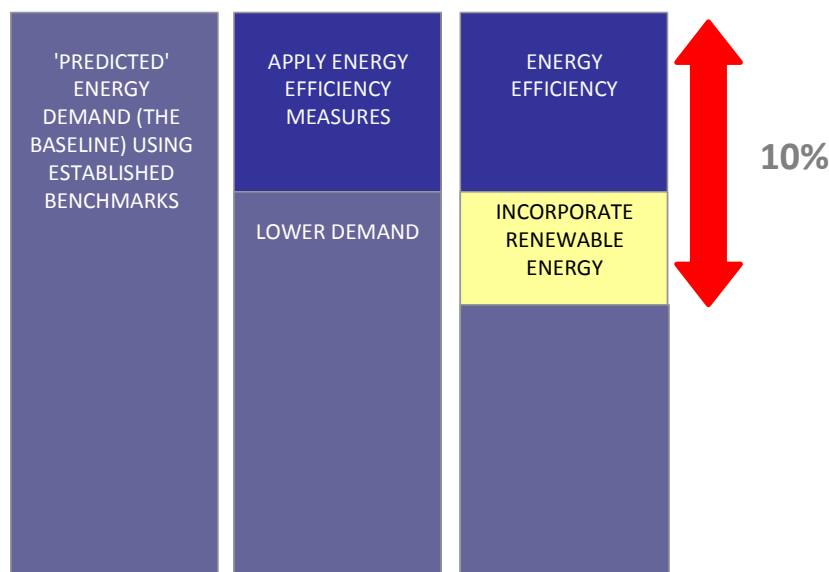 'PREDICTED'
ENERGY
DEMAND (THE
BASELINE) USING
ESTABLISHED
BENCHMARKS
APPLY ENERGY
EFFICIENCY
MEASURES
LOWER DEMAND
ENERGY
EFFICIENCY
INCORPORATE
RENEWABLE
ENERGY
10%